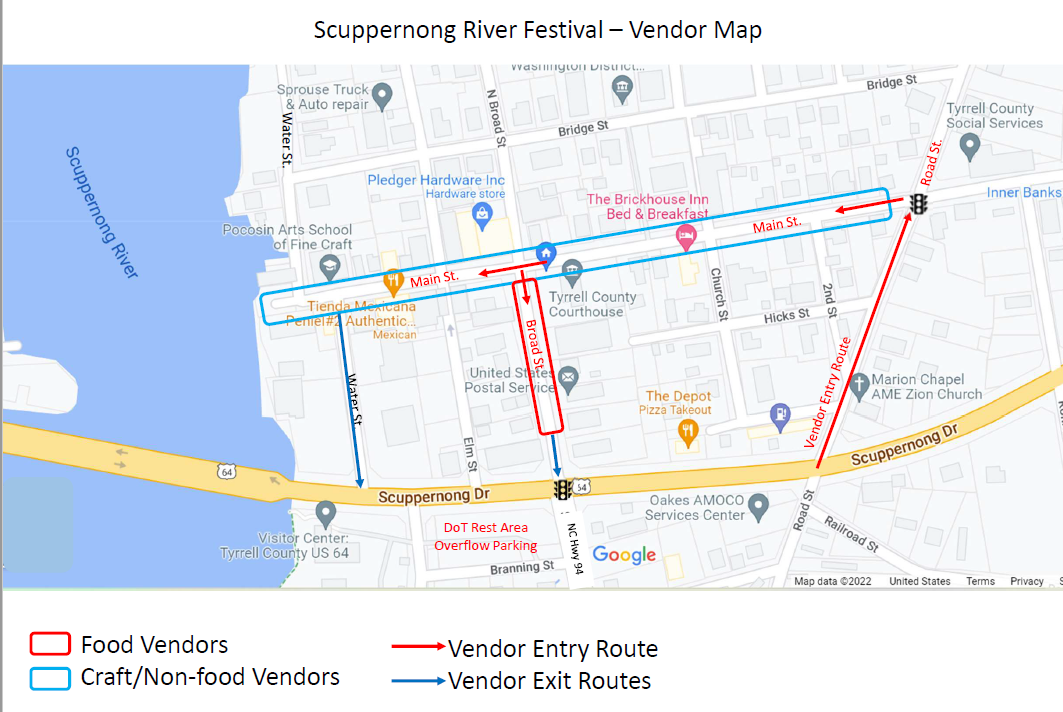 Scuppernong River Festival – Vendor Map
Washington District...
Sprouse Truck
& Auto repair
N Broad St
Bridge St
Bridge St
Tyrrell County
Social Services
Water St.
Road St.
Scuppernong River
Pledger Hardware Inc
Hardware store
The Brickhouse Inn
Bed & Breakfast
Inner Banks
Main St.
Pocosin Arts School
of Fine Craft
Main St.
Tyrrell County
Courthouse
Church St
2nd St
Hicks St
Tienda Mexicana
Peniel#2 Authentic...
Mexican
Broad St.
Water St
United States
Postal Service
Vendor Entry Route
Marion Chapel
AME Zion Church
The Depot
Pizza Takeout
Elm St
Scuppernong Dr
64
Scuppernong Dr
64
Oakes AMOCO
Services Center
Road St
Railroad St
Visitor Center:
Tyrrell County US 64
DoT Rest Area
Overflow Parking
NC Hwy 94
Branning St
Google
Map data ©2022 United States Terms Privacy
Food Vendors
Craft/Non-food Vendors
Vendor Entry Route
Vendor Exit Routes